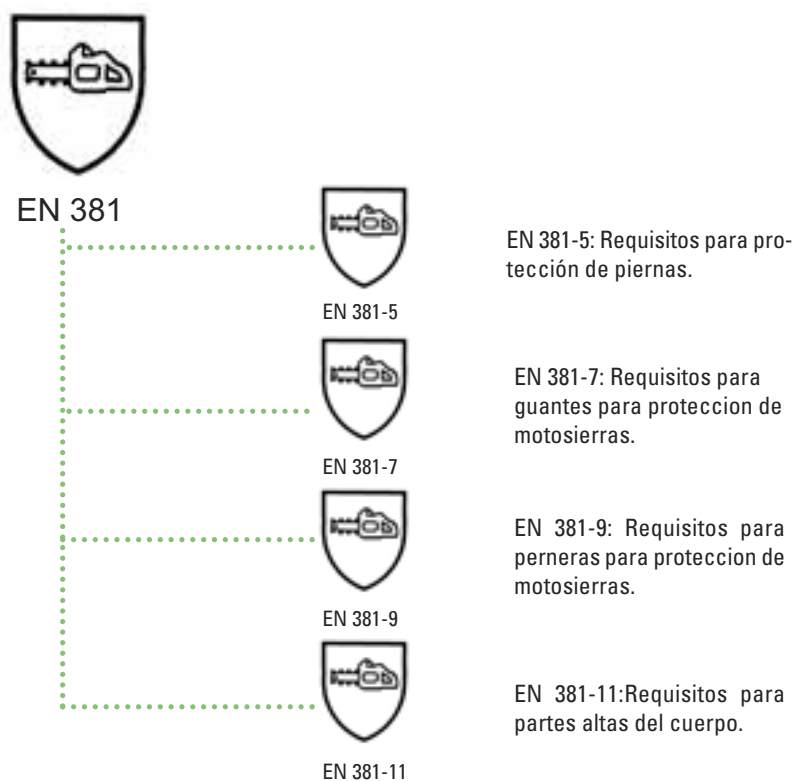 EN 381
EN 381-5
EN 381-5: Requisitos para pro-
tección de piernas.
EN 381-7
EN 381-7: Requisitos para
guantes para proteccion de
motosierras.
EN 381-9
EN 381-9: Requisitos para
perneras para proteccion de
motosierras.
EN 381-11
EN 381-11:Requisitos para
partes altas del cuerpo.